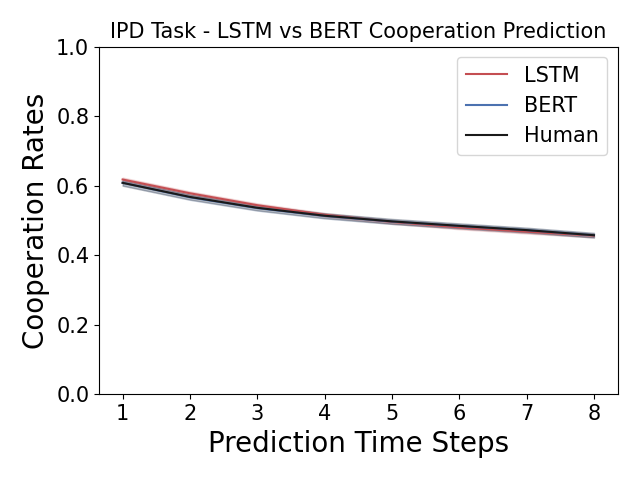 IPD Task - LSTM vs BERT Cooperation Prediction
Cooperation Rates
1.0
0.8
0.6
0.4
0.2
0.0
LSTM
BERT
Human
1 2 3 4 5 6 7 8
Prediction Time Steps